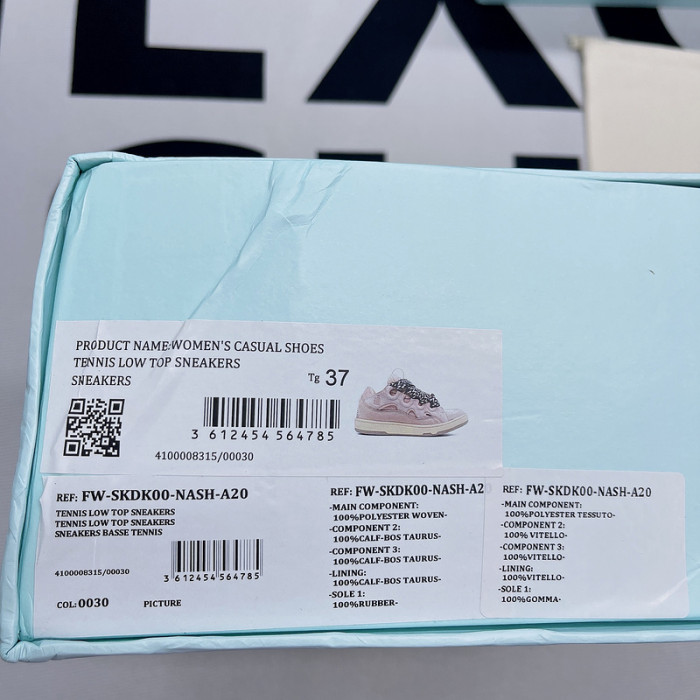 PRODUCT NAME:WOMEN'S CASUAL SHOES
TENNIS LOW TOP SNEAKERS
SNEAKERS
Tg 37
3 612454 564785
4100008315/00030
REF: FW-SKDK00-NASH-A20
TENNIS LOW TOP SNEAKERS
TENNIS LOW TOP SNEAKERS
SNEAKERS BASSE TENNIS
4100008315/00030
3 612454 564785
COL: 0030 PICTURE
REF: FW-SKDK00-NASH-A20
-MAIN COMPONENT:
100%POLYESTER WOVEN-
-COMPONENT 2:
100%CALF-BOS TAURUS-
-COMPONENT 3:
100%CALF-BOS TAURUS-
-LINING:
100%CALF-BOS TAURUS-
-SOLE 1:
100%RUBBER-
REF: FW-SKDK00-NASH-A20
-MAIN COMPONENT:
100%POLYESTER TESSUTO-
-COMPONENT 2:
100% VITELLO-
-COMPONENT 3:
100%VITELLO-
-LINING:
100%VITELLO-
-SOLE 1:
100%GOMMA-